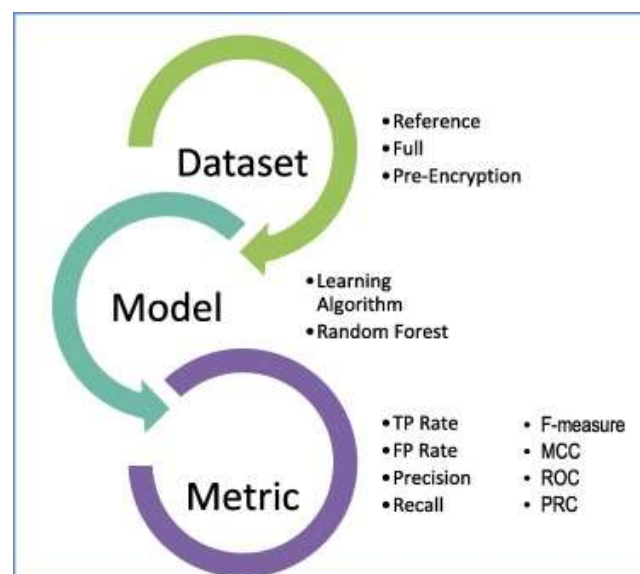 Dataset
•Reference
•Full
•Pre-Encryption
Model
•Learning
Algorithm
•Random Forest
Metric
•TP Rate
•FP Rate
•Precision
•Recall
• F-measure
• MCC
• ROC
• PRC